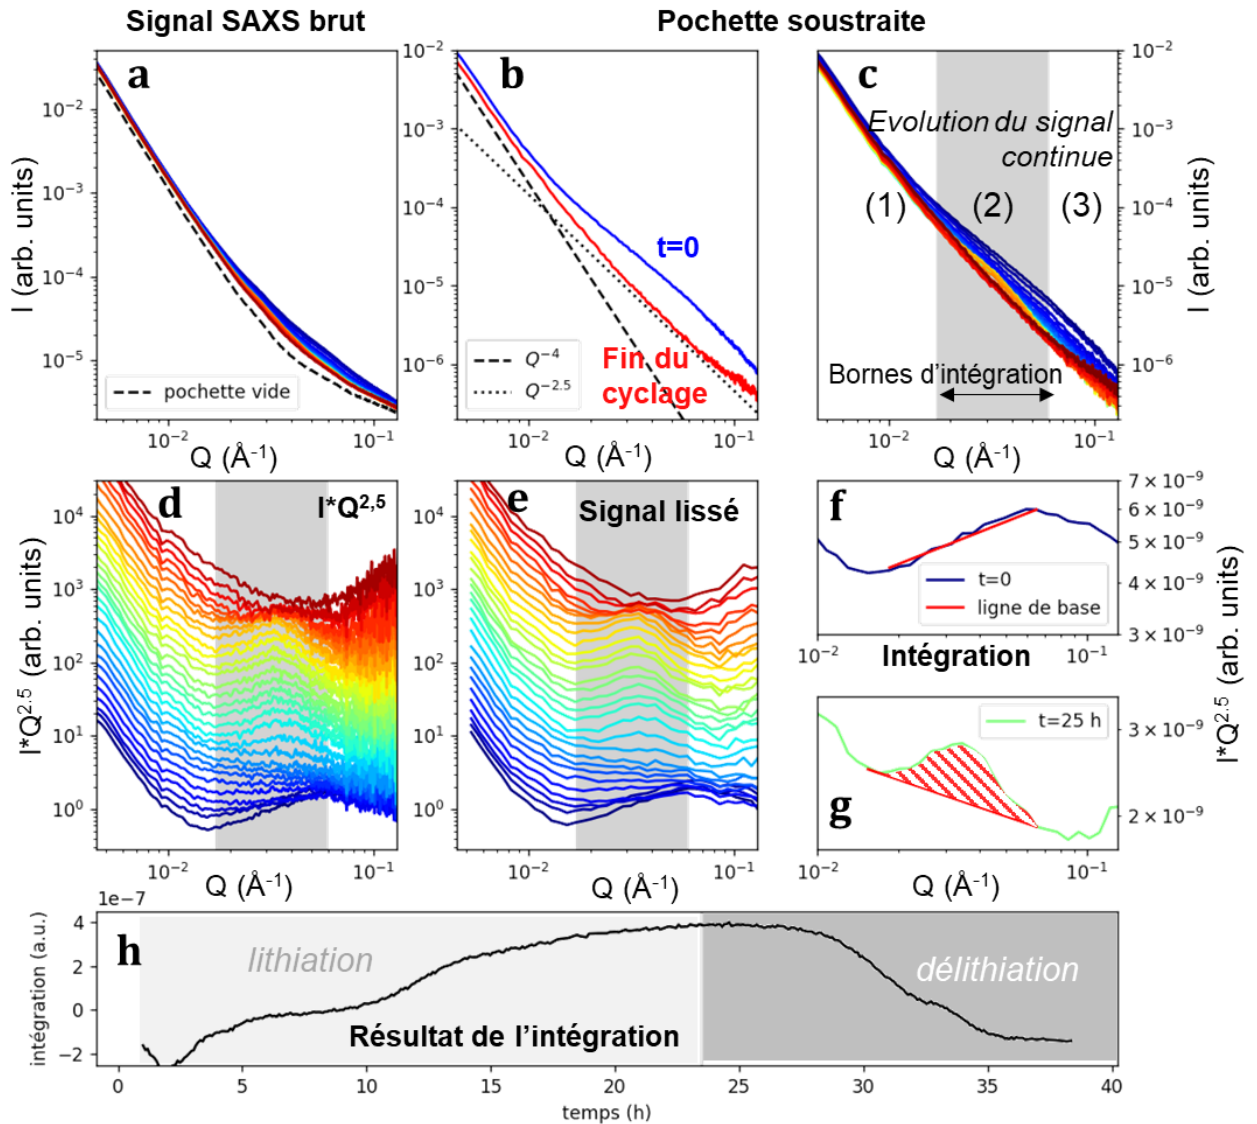 Signal SAXS brut
Pochette soustraite
a
I (arb. units)
10⁻²
10⁻³
10⁻⁴
10⁻⁵
pochette vide
10⁻²
10⁻¹
Q (Å⁻¹)
b
10⁻²
10⁻³
10⁻⁴
10⁻⁵
10⁻⁶
t=0
Q⁻⁴
Q⁻²·⁵
Fin du
cyclage
10⁻²
10⁻¹
Q (Å⁻¹)
c
Evolution du signal
continue
(1)
(2)
(3)
Bornes d'intégration
10⁻²
10⁻³
10⁻⁴
10⁻⁵
10⁻⁶
I (arb. units)
10⁻²
10⁻¹
Q (Å⁻¹)
d
I*Q²,⁵
I*Q²·⁵ (arb. units)
10⁴
10³
10²
10¹
10⁰
10⁻²
10⁻¹
Q (Å⁻¹)
e
Signal lissé
10⁻²
10⁻¹
Q (Å⁻¹)
f
7 × 10⁻⁹
6 × 10⁻⁹
5 × 10⁻⁹
4 × 10⁻⁹
3 × 10⁻⁹
t=0
ligne de base
10⁻²
10⁻¹
Intégration
I*Q²·⁵ (arb. units)
t=25 h
g
3 × 10⁻⁹
2 × 10⁻⁹
10⁻²
10⁻¹
Q (Å⁻¹)
1e−7
h
intégration (a.u.)
4
2
0
−2
lithiation
délithiation
Résultat de l'intégration
0
5
10
15
20
25
30
35
40
temps (h)